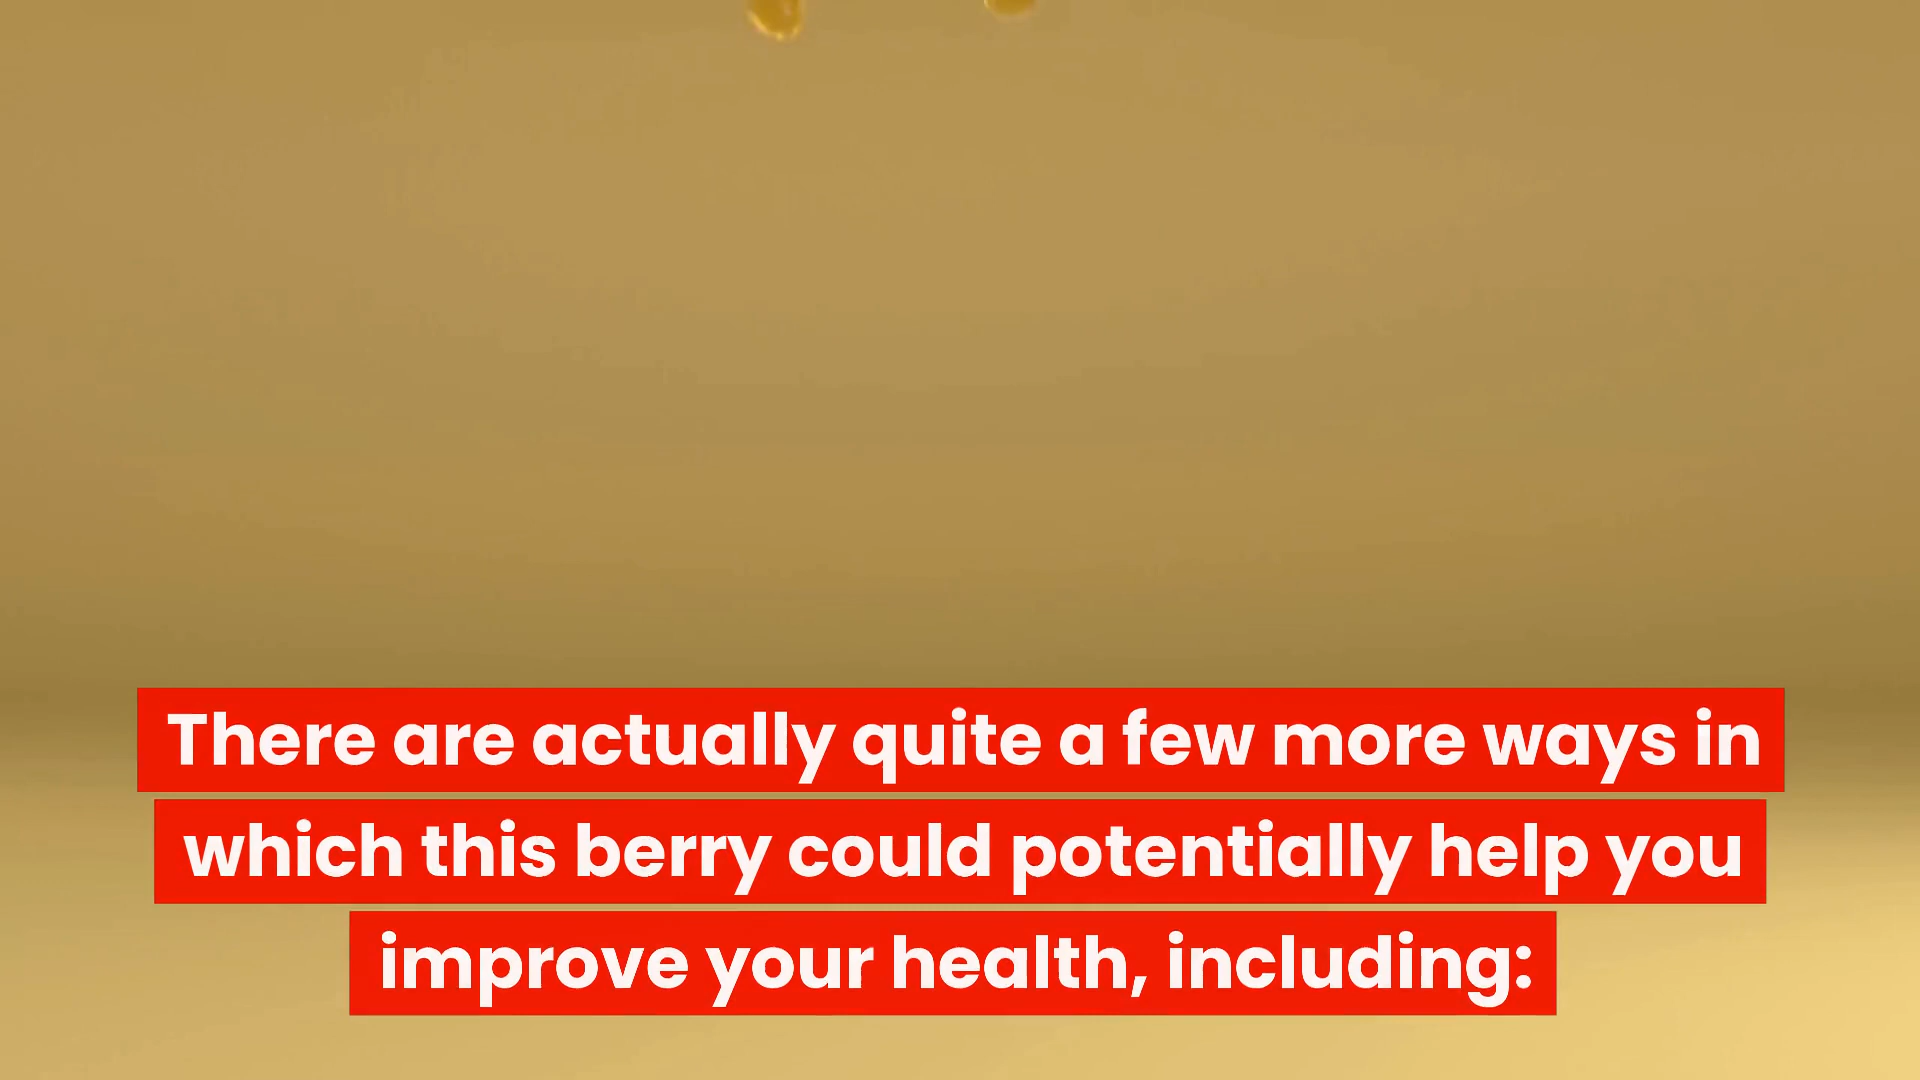 There are actually quite a few more ways in
which this berry could potentially help you
improve your health, including: